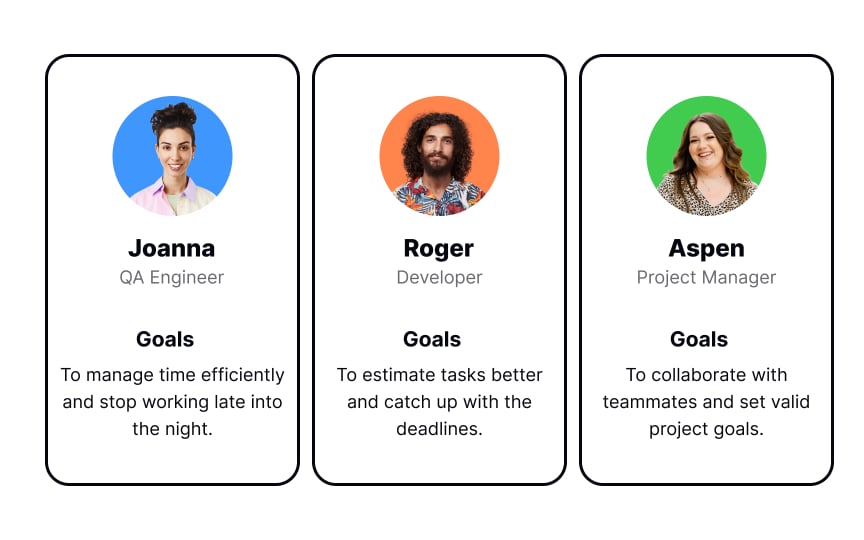 Joanna
QA Engineer
Goals
To manage time efficiently
and stop working late into
the night.
Roger
Developer
Goals
To estimate tasks better
and catch up with the
deadlines.
Aspen
Project Manager
Goals
To collaborate with
teammates and set valid
project goals.